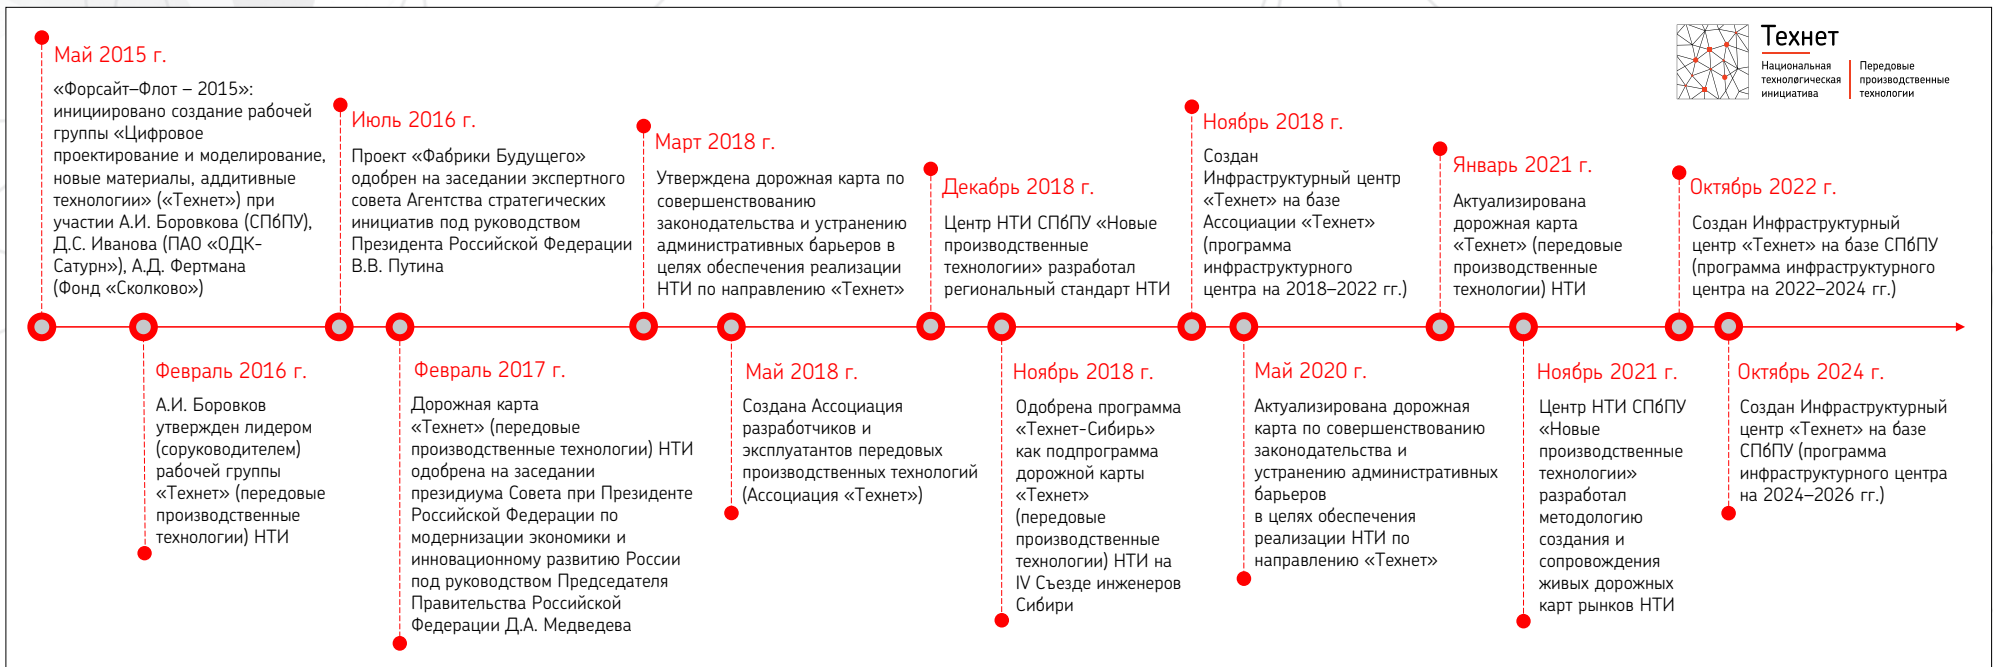 Технет
Национальная
технологическая
инициатива
Передовые
производственные
технологии
Май 2015 г.
«Форсайт–Флот – 2015»:
инициировано создание рабочей
группы «Цифровое
проектирование и моделирование,
новые материалы, аддитивные
технологии» («Технет») при
участии А.И. Боровкова (СПбПУ),
Д.С. Иванова (ПАО «ОДК-
Сатурн»), А.Д. Фертмана
(Фонд «Сколково»)
Февраль 2016 г.
А.И. Боровков
утвержден лидером
(соруководителем)
рабочей группы
«Технет» (передовые
производственные
технологии) НТИ
Июль 2016 г.
Проект «Фабрики Будущего»
одобрен на заседании экспертного
совета Агентства стратегических
инициатив под руководством
Президента Российской Федерации
В.В. Путина
Февраль 2017 г.
Дорожная карта
«Технет» (передовые
производственные технологии) НТИ
одобрена на заседании
президиума Совета при Президенте
Российской Федерации по
модернизации экономики и
инновационному развитию России
под руководством Председателя
Правительства Российской
Федерации Д.А. Медведева
Март 2018 г.
Утверждена дорожная карта по
совершенствованию
законодательства и устранению
административных барьеров в
целях обеспечения реализации
НТИ по направлению «Технет»
Май 2018 г.
Создана Ассоциация
разработчиков и
эксплуатантов передовых
производственных технологий
(Ассоциация «Технет»)
Декабрь 2018 г.
Центр НТИ СПбПУ «Новые
производственные
технологии» разработал
региональный стандарт НТИ
Ноябрь 2018 г.
Одобрена программа
«Технет-Сибирь»
как подпрограмма
дорожной карты
«Технет»
(передовые
производственные
технологии) НТИ на
IV Съезде инженеров
Сибири
Ноябрь 2018 г.
Создан
Инфраструктурный центр
«Технет» на базе
Ассоциации «Технет»
(программа
инфраструктурного
центра на 2018–2022 гг.)
Май 2020 г.
Актуализирована дорожная
карта по совершенствованию
законодательства и
устранению административных
барьеров
в целях обеспечения
реализации НТИ по
направлению «Технет»
Январь 2021 г.
Актуализирована
дорожная карта
«Технет» (передовые
производственные
технологии) НТИ
Ноябрь 2021 г.
Центр НТИ СПбПУ
«Новые
производственные
технологии»
разработал
методологию
создания и
сопровождения
живых дорожных
карт рынков НТИ
Октябрь 2022 г.
Создан Инфраструктурный
центр «Технет» на базе СПбПУ
(программа инфраструктурного
центра на 2022–2024 гг.)
Октябрь 2024 г.
Создан Инфраструктурный
центр «Технет» на базе
СПбПУ (программа
инфраструктурного центра
на 2024–2026 гг.)